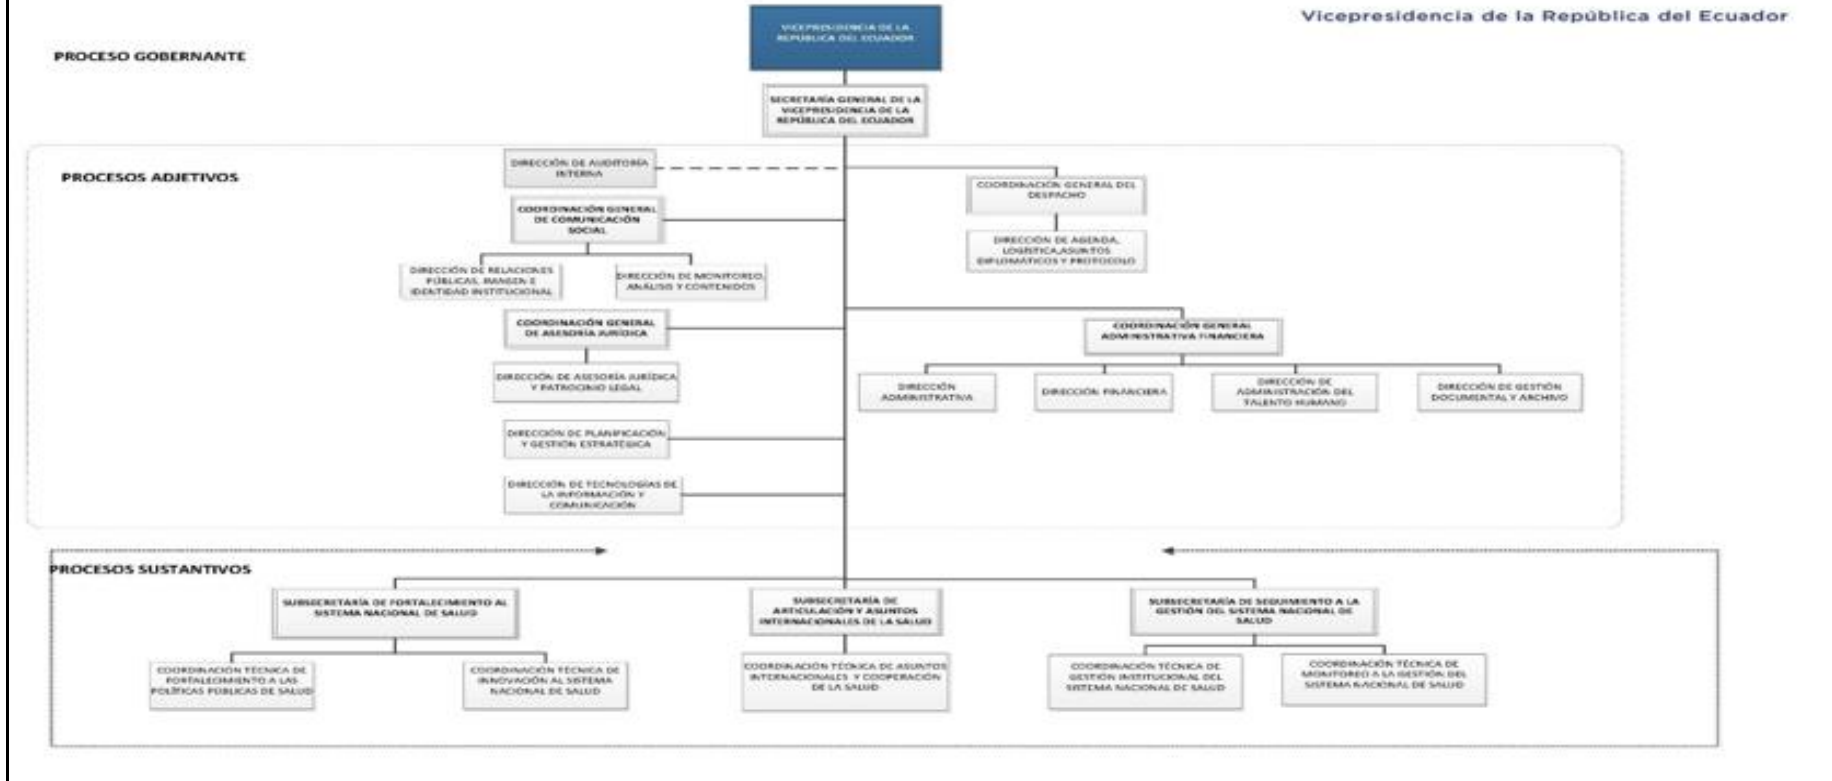 Vicepresidencia de la República del Ecuador
VICEPRESIDENCIA DE LA
REPÚBLICA DEL ECUADOR
PROCESO GOBERNANTE
SECRETARÍA GENERAL DE LA
VICEPRESIDENCIA DE LA
REPÚBLICA DEL ECUADOR
PROCESOS ADJETIVOS
DIRECCIÓN DE AUDITORÍA
INTERNA
COORDINACIÓN GENERAL DEL
DESPACHO
COORDINACIÓN GENERAL
DE COMUNICACIÓN
SOCIAL
DIRECCIÓN DE AGENDA,
LOGÍSTICA,ASUNTOS
DIPLOMÁTICOS Y PROTOCOLO
DIRECCIÓN DE RELACIONES
PÚBLICAS, IMAGEN E
IDENTIDAD INSTITUCIONAL
DIRECCIÓN DE MONITOREO,
ANÁLISIS Y CONTENIDOS
COORDINACIÓN GENERAL
DE ASESORÍA JURÍDICA
COORDINACIÓN GENERAL
ADMINISTRATIVA FINANCIERA
DIRECCIÓN DE ASESORÍA JURÍDICA
Y PATROCINIO LEGAL
DIRECCIÓN
ADMINISTRATIVA
DIRECCIÓN FINANCIERA
DIRECCIÓN DE
ADMINISTRACIÓN DEL
TALENTO HUMANO
DIRECCIÓN DE GESTIÓN
DOCUMENTAL Y ARCHIVO
DIRECCIÓN DE PLANIFICACIÓN
Y GESTIÓN ESTRATÉGICA
DIRECCIÓN DE TECNOLOGÍAS DE
LA INFORMACIÓN Y
COMUNICACIÓN
PROCESOS SUSTANTIVOS
SUBSECRETARÍA DE FORTALECIMIENTO AL
SISTEMA NACIONAL DE SALUD
SUBSECRETARÍA DE
ARTICULACIÓN Y ASUNTOS
INTERNACIONALES DE LA SALUD
SUBSECRETARÍA DE SEGUIMIENTO A LA
GESTIÓN DEL SISTEMA NACIONAL DE
SALUD
COORDINACIÓN TÉCNICA DE
FORTALECIMIENTO A LAS
POLÍTICAS PÚBLICAS DE SALUD
COORDINACIÓN TÉCNICA DE
INNOVACIÓN AL SISTEMA
NACIONAL DE SALUD
COORDINACIÓN TÉCNICA DE ASUNTOS
INTERNACIONALES Y COOPERACIÓN
DE LA SALUD
COORDINACIÓN TÉCNICA DE
GESTIÓN INSTITUCIONAL DEL
SISTEMA NACIONAL DE SALUD
COORDINACIÓN TÉCNICA DE
MONITOREO A LA GESTIÓN DEL
SISTEMA NACIONAL DE SALUD